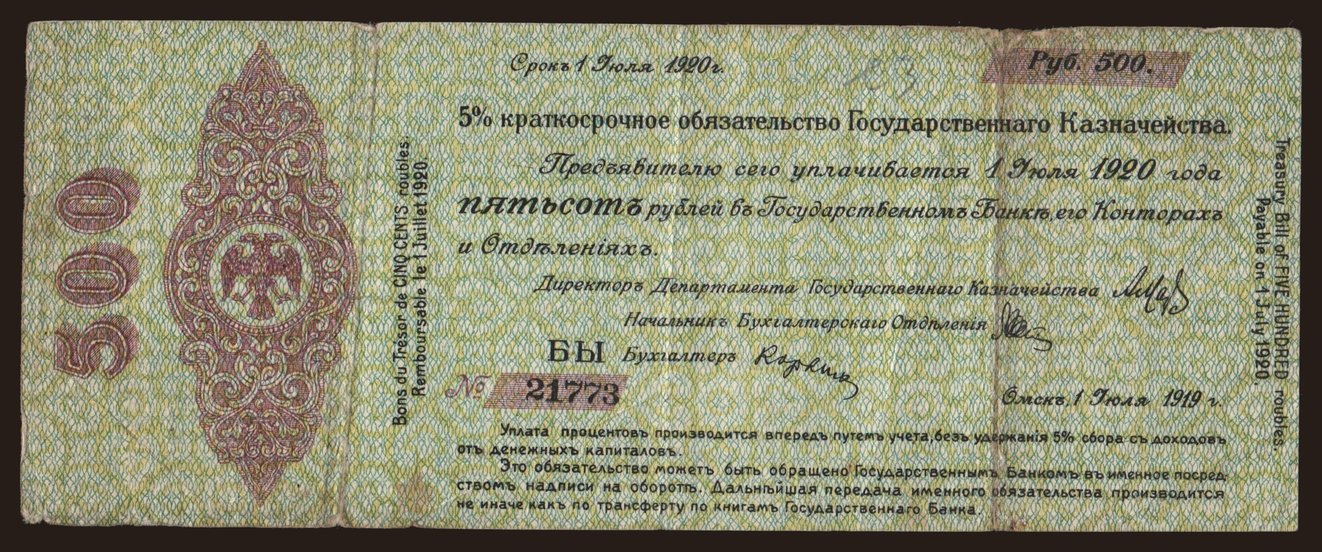 500
Bons du Trésor de CINQ CENTS roubles.
Remboursable le 1 Juillet 1920
Срокъ 1 Июля 1920 г.
Руб. 500.
5% краткосрочное обязательство Государственнаго Казначейства.
Предъявителю сего уплачивается 1 Июля 1920 года
пятьсотъ рублей въ Государственномъ Банкѣ, его Конторахъ
и Отдѣленіяхъ.
Директоръ Департамента Государственнаго Казначейства
Начальникъ Бухгалтерскаго Отдѣленія
БЫ Бухгалтеръ
№ 21773
Омскъ, 1 Июля 1919 г.
Уплата процентовъ производится впередъ путемъ учета, безъ удержанія 5% сбора съ доходовъ
отъ денежныхъ капиталовъ.
Это обязательство можетъ быть обращено Государственнымъ Банкомъ въ именное посред-
ствомъ надписи на оборотѣ. Дальнѣйшая передача именного обязательства производится
не иначе какъ по трансферту по книгамъ Государственнаго Банка.
Treasury Bill of FIVE HUNDRED roubles.
Payable on 1 July 1920.